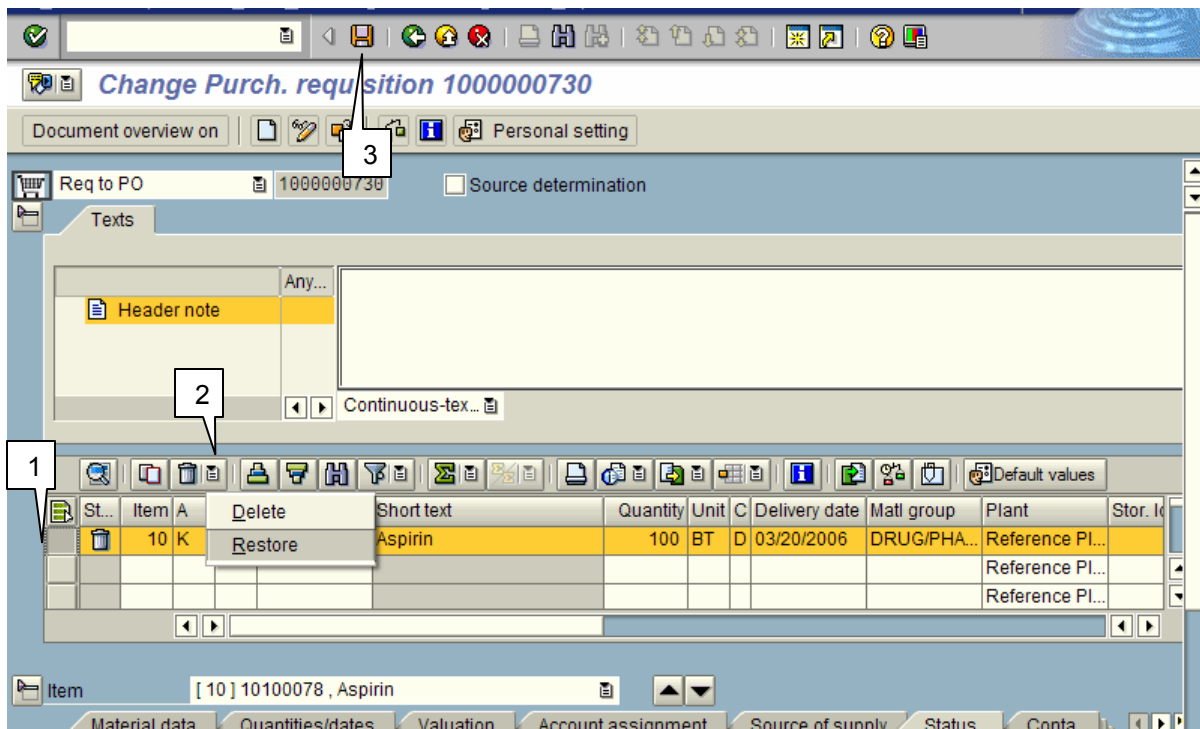 Change Purch. requisition 1000000730
Document overview on
Personal setting
3
Req to PO 1000000730 Source determination
Texts
Any...
Header note
2
Continuous-tex...
1
Default values
St... Item A Short text Quantity Unit C Delivery date Matl group Plant Stor. lo
Delete
10 K Aspirin 100 BT D 03/20/2006 DRUG/PHA... Reference Pl...
Restore
Reference Pl...
Reference Pl...
Item [ 10 ] 10100078 , Aspirin
Material data Quantities/dates Valuation Account assignment Source of supply Status Conta